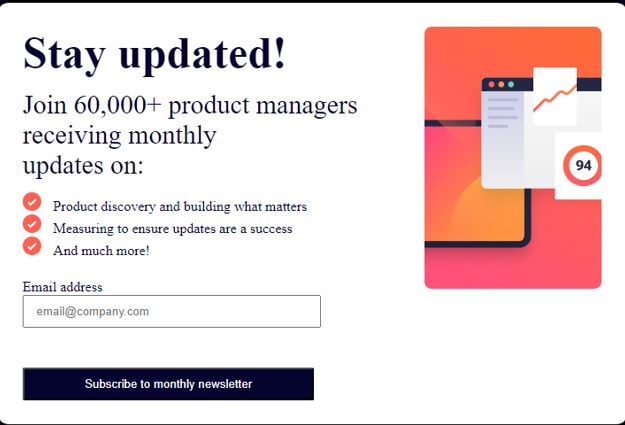 Stay updated!
Join 60,000+ product managers
receiving monthly
updates on:
Product discovery and building what matters
Measuring to ensure updates are a success
And much more!
Email address
email@company.com
Subscribe to monthly newsletter
94